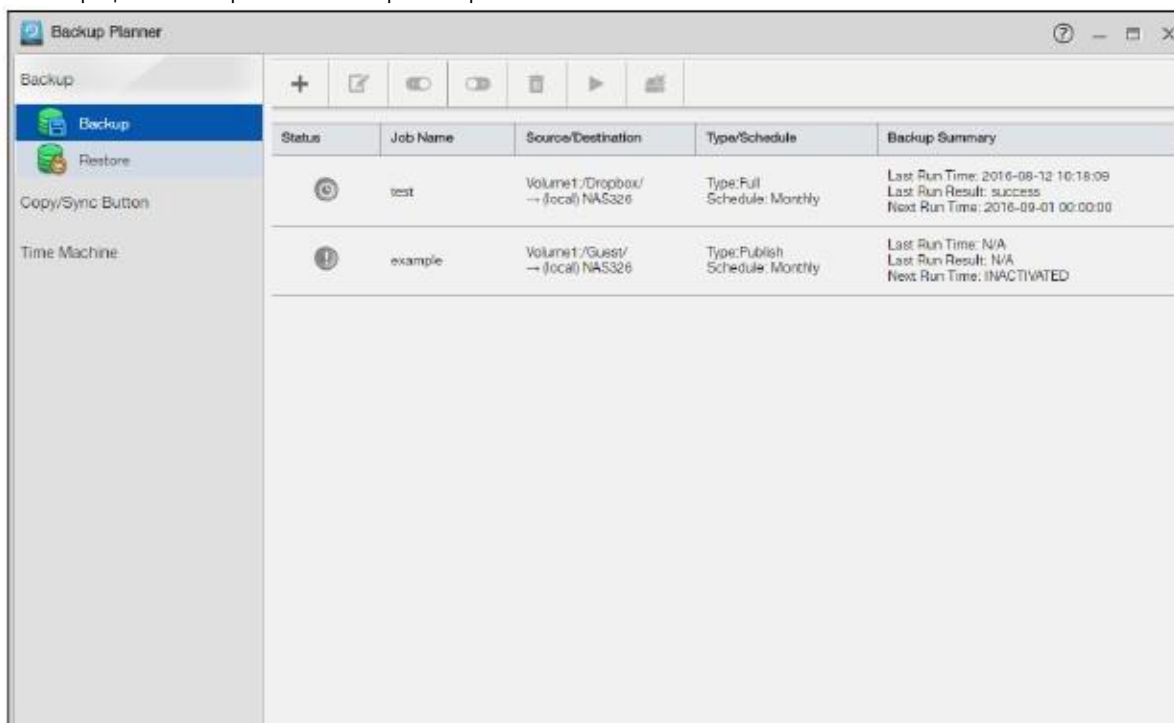 Backup Planner
Backup
Backup
Restore
Copy/Sync Button
Time Machine
Status Job Name Source/Destination Type/Schedule Backup Summary
test
Volume1:/Dropbox/
→ (local) NAS326
Type:Full
Schedule: Monthly
Last Run Time: 2016-08-12 16:18:09
Last Run Result: success
Next Run Time: 2016-09-01 00:00:00
example
Volume1:/Guest/
→ (local) NAS326
Type:Publish
Schedule: Monthly
Last Run Time: N/A
Last Run Result: N/A
Next Run Time: INACTIVATED